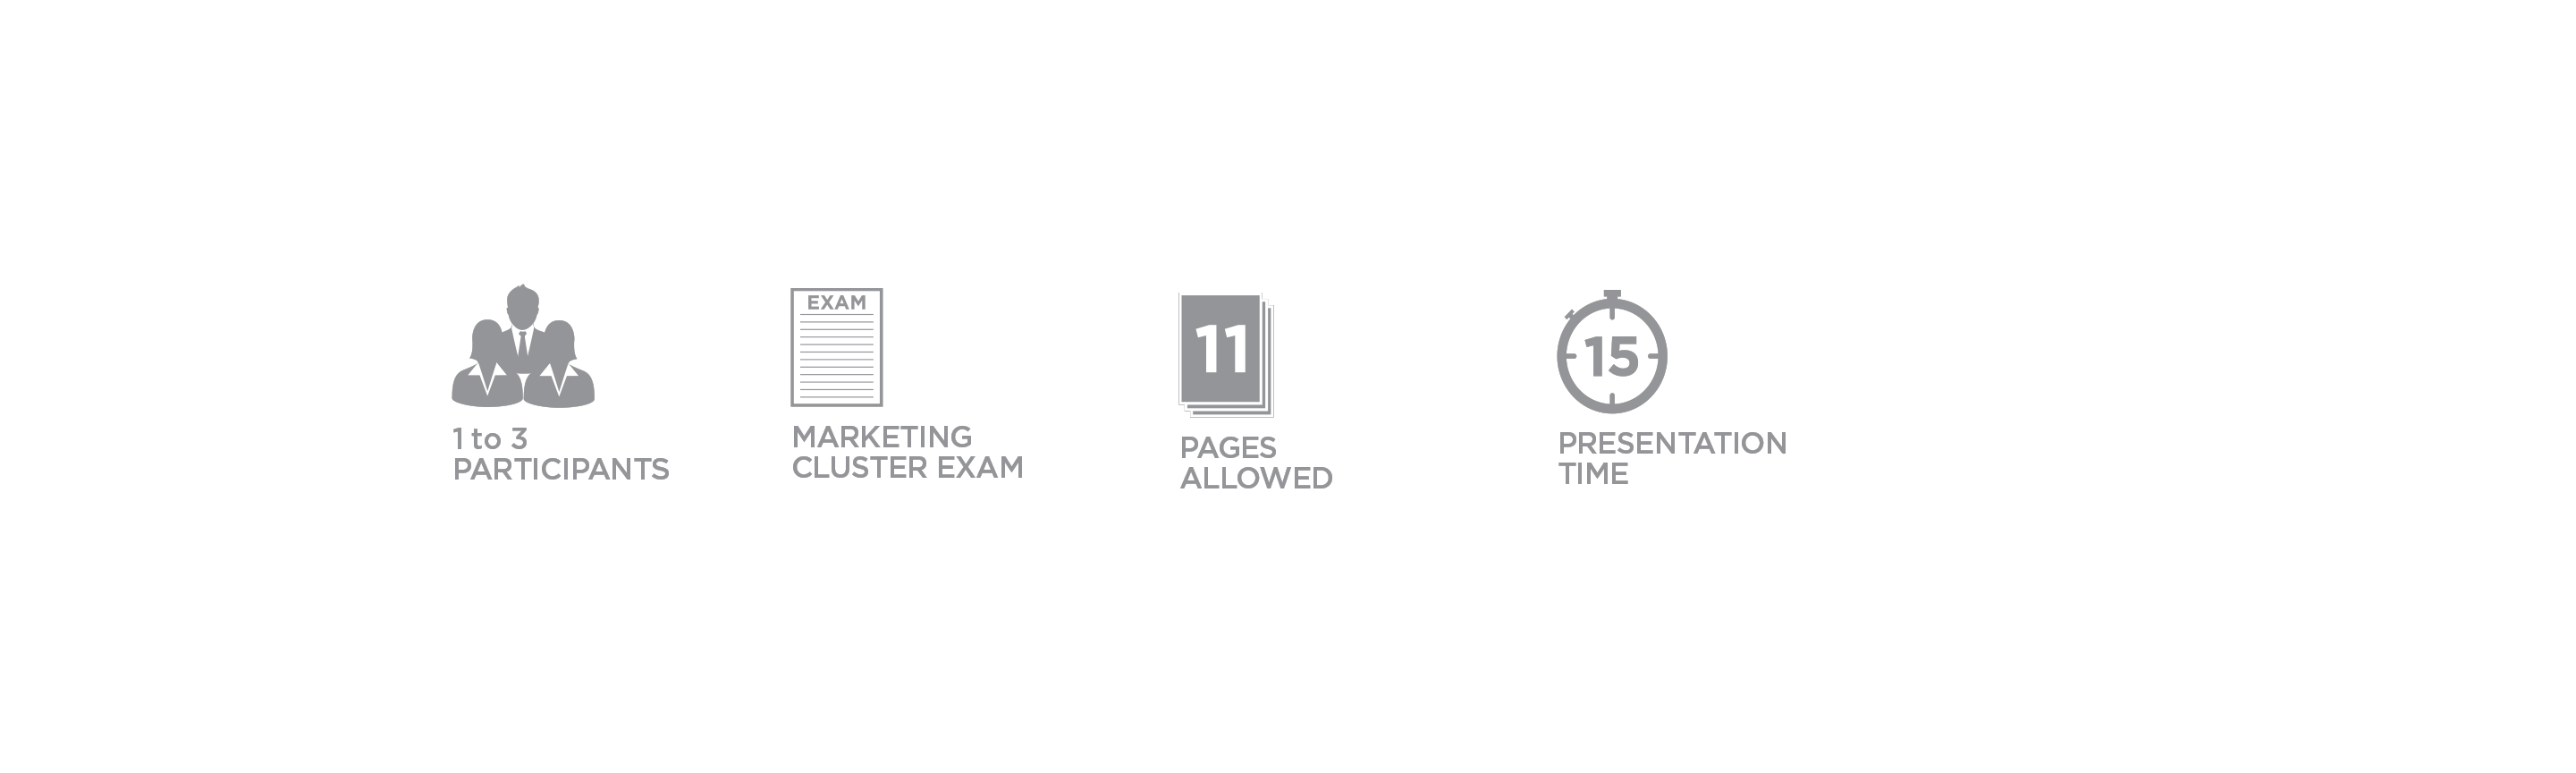 1 to 3
PARTICIPANTS
EXAM
MARKETING
CLUSTER EXAM
11
PAGES
ALLOWED
15
PRESENTATION
TIME